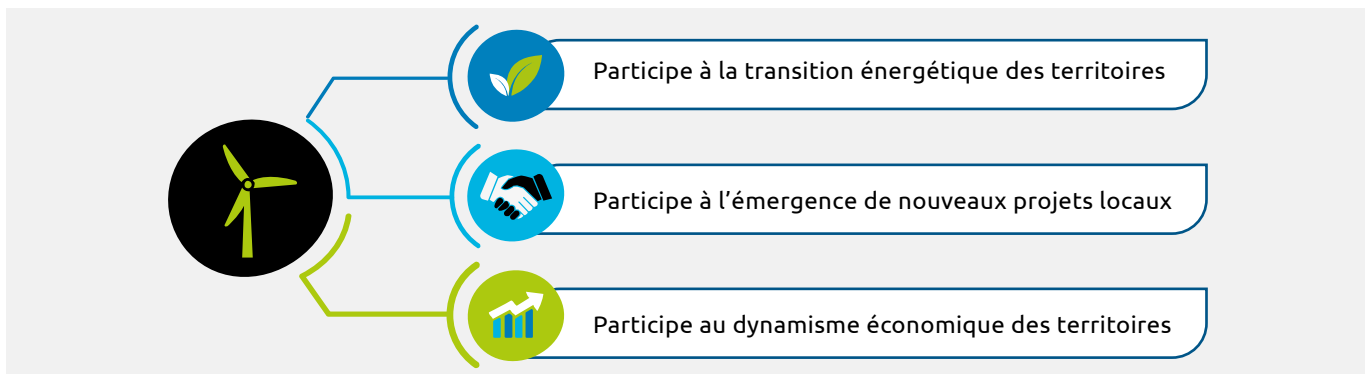 Participe à la transition énergétique des territoires
Participe à l’émergence de nouveaux projets locaux
Participe au dynamisme économique des territoires